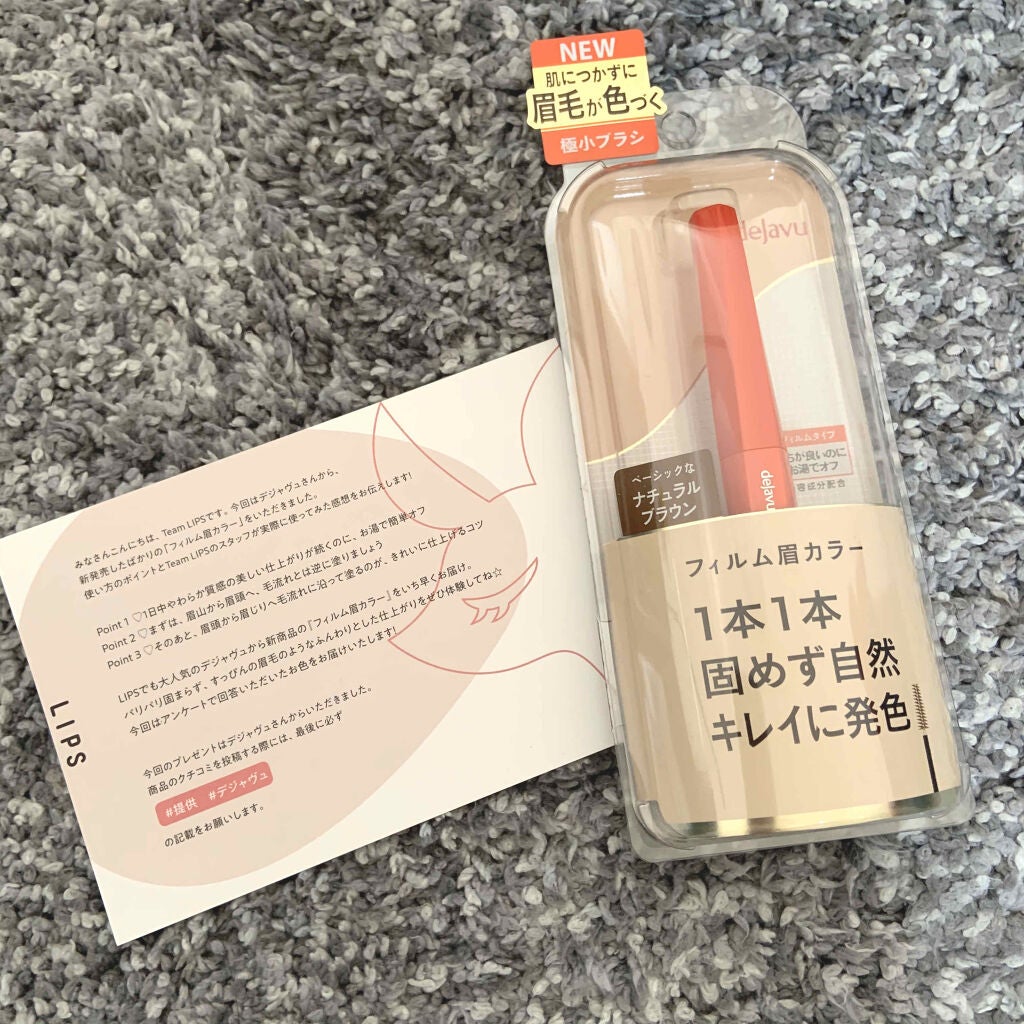 NEW
肌につかずに
眉毛が色づく
極小ブラシ
dejavu
フィルムタイプ
お湯でオフ
dejavu
ベーシックな
ナチュラル
ブラウン
フィルム眉カラー
1本1本
固めず自然
キレイに発色
みなさんこんにちは、Team LIPSです。今回はデジャヴュさんから、
新発売したばかりの「フィルム眉カラー」をいただきました。
使い方のポイントとTeam LIPSのスタッフが実際に使ってみた感想をお伝えします!
Point 1 ♡1日中やわらか質感の美しい仕上がりが続くのに、お湯で簡単オフ
Point 2 ♡まずは、眉山から眉頭へ、毛流れとは逆に塗りましょう
Point 3 ♡そのあと、眉頭から眉じりへ毛流れに沿って塗るのが、きれいに仕上げるコツ
LIPSでも大人気のデジャヴュから新商品の『フィルム眉カラー』をいち早くお届け。
パリパリ固まらず、すっぴんの眉毛のようなふんわりとした仕上がりをぜひ体験してね☆
今回はアンケートで回答いただいたお色をお届けいたします!
今回のプレゼントはデジャヴュさんからいただきました。
商品のクチコミを投稿する際には、最後に必ず
#提供 #デジャヴュ
の記載をお願いします。
LIPS